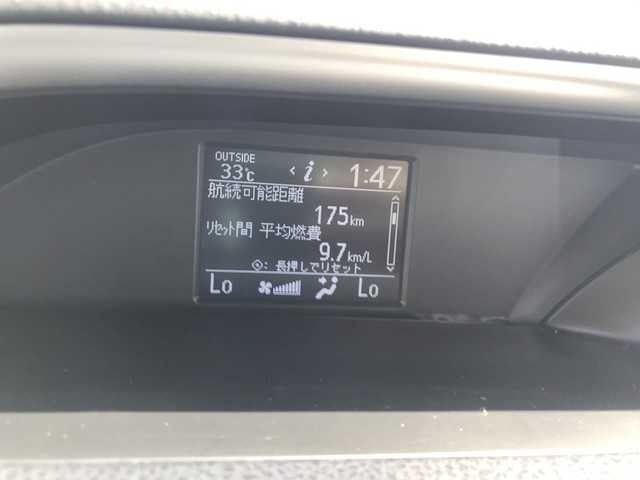 OUTSIDE
33℃ < i > 1:47
航続可能距離
175km
リセット間 平均燃費
9.7km/L
: 長押しでリセット
Lo Lo